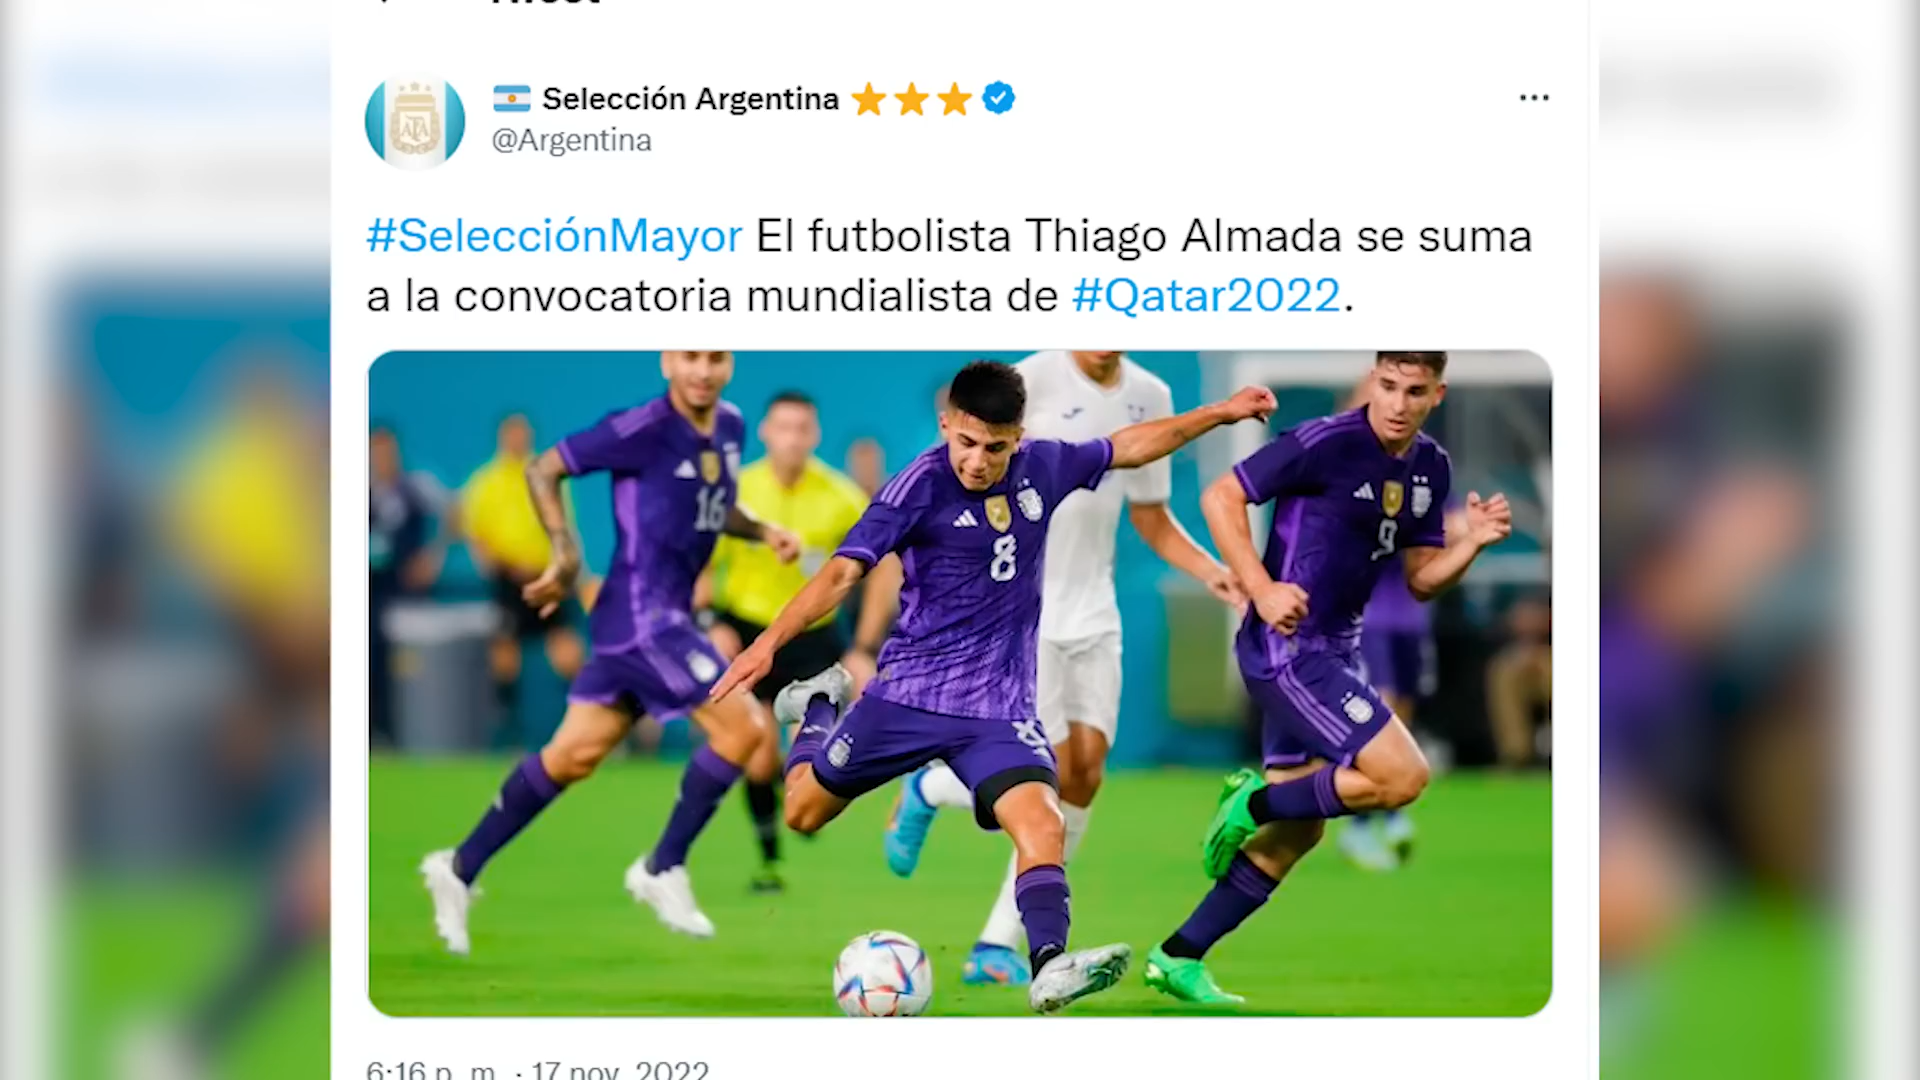 Selección Argentina
@Argentina
#SelecciónMayor El futbolista Thiago Almada se suma
a la convocatoria mundialista de #Qatar2022.
16
8
9
6:16 p. m. · 17 nov. 2022